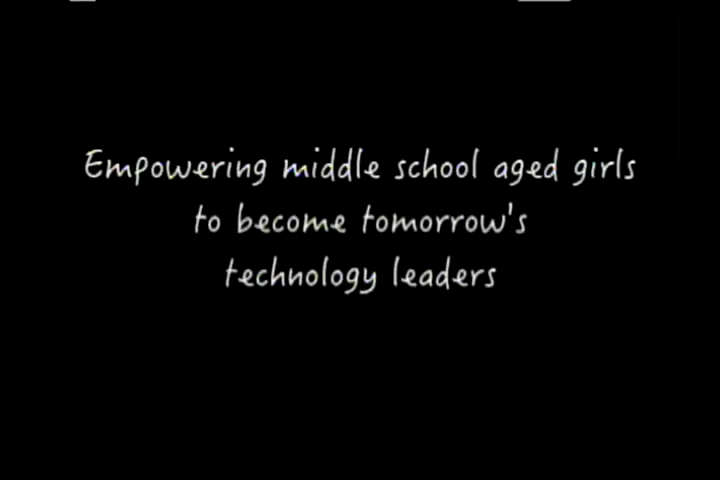 Empowering middle school aged girls
to become tomorrow's
technology leaders